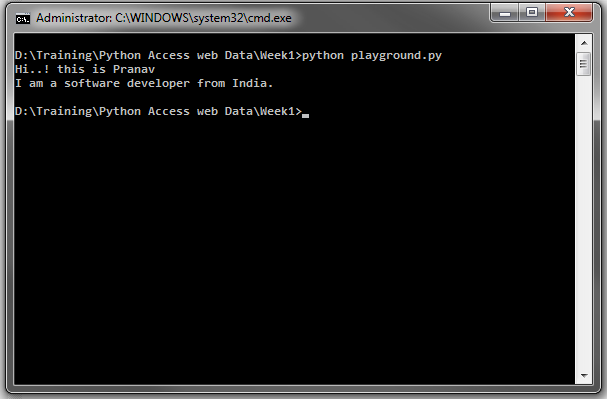 Administrator: C:\WINDOWS\system32\cmd.exe
D:\Training\Python Access web Data\Week1>python playground.py
Hi..! this is Pranav
I am a software developer from India.
D:\Training\Python Access web Data\Week1>